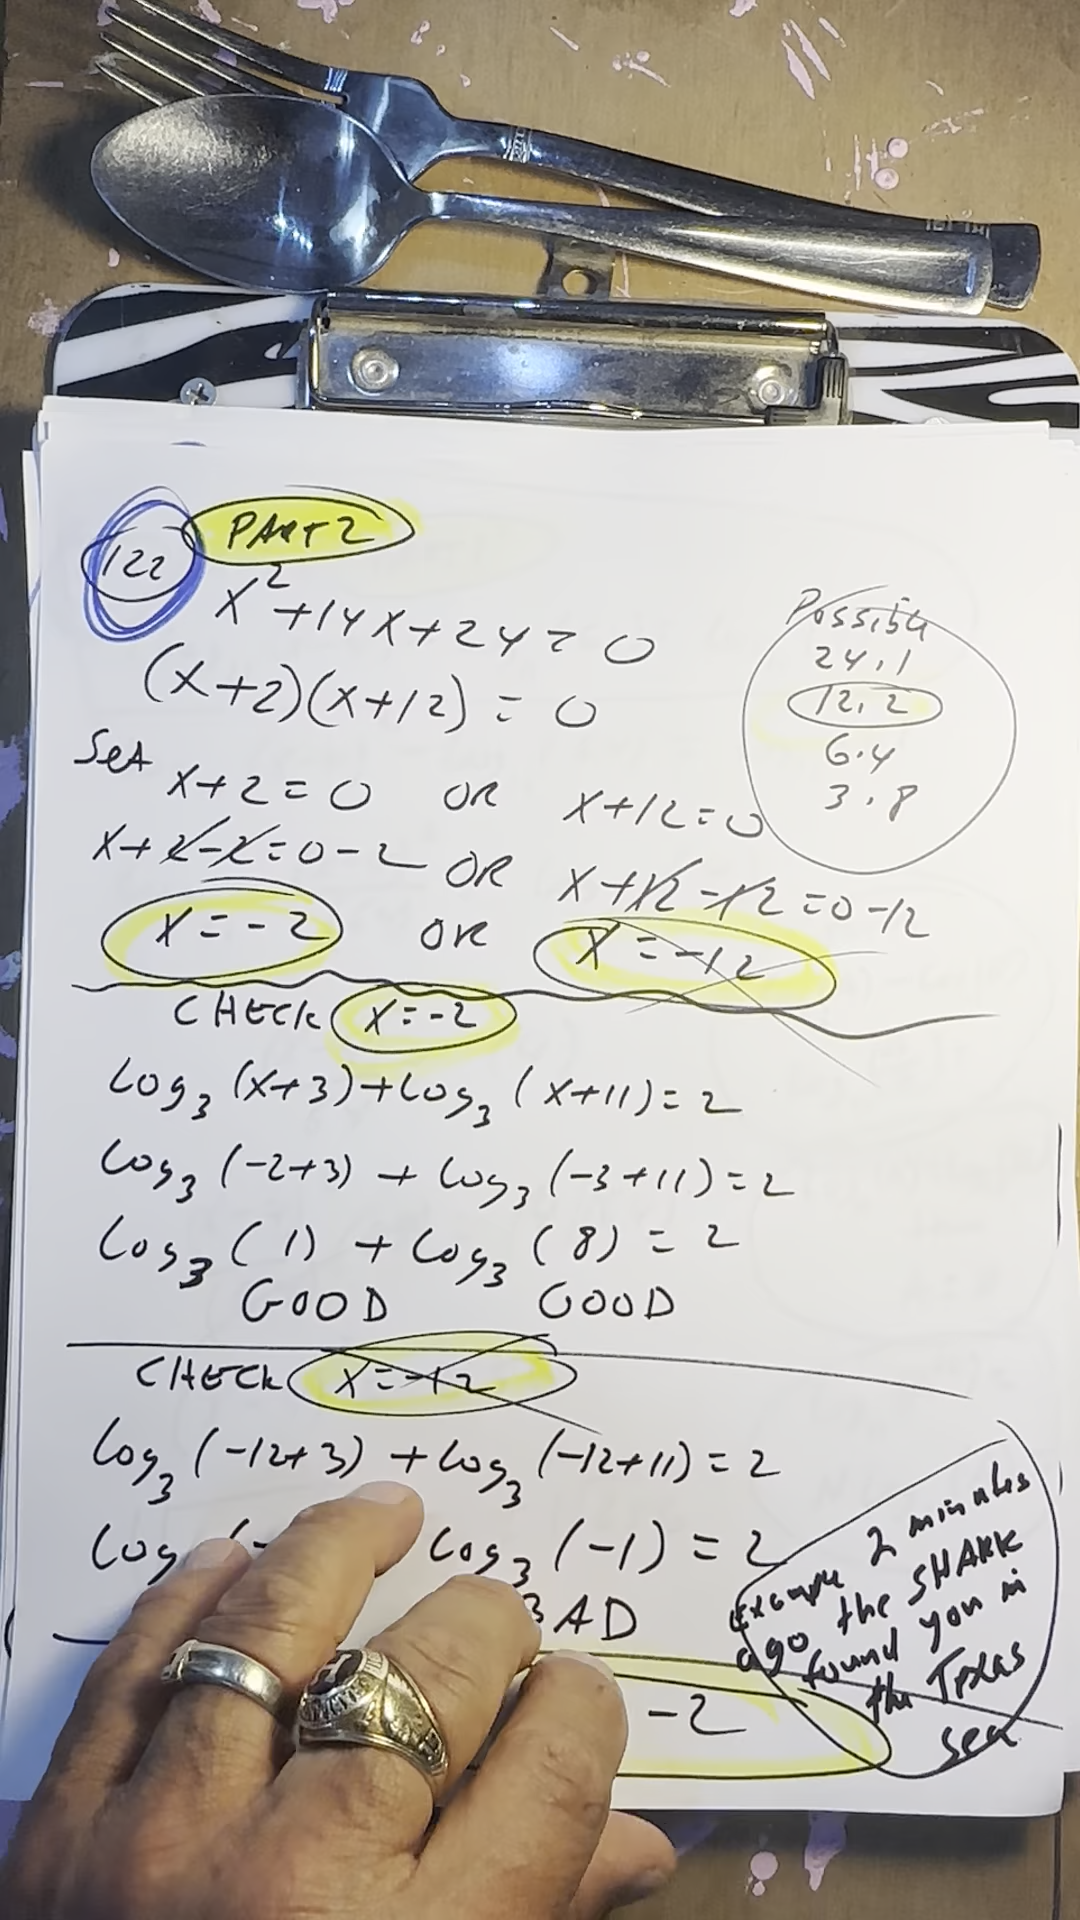 122 PART 2
x²+14x+24=0
(x+2)(x+12)=0
Possible
24.1
12.2
6.4
3.8
Set x+2=0 OR x+12=0
x+2-2=0-2 OR x+12-12=0-12
x=-2 OR x=-12
CHECK x=-2
Log₃(x+3)+Log₃(x+11)=2
Log₃(-2+3)+Log₃(-3+11)=2
Log₃(1)+Log₃(8)=2
GOOD GOOD
CHECK x=-12
Log₃(-12+3)+Log₃(-12+11)=2
Log (- Log₃(-1)=2
BAD
-2
Example 2 minutes
ago the SHARK
found you in
the Texas
sea